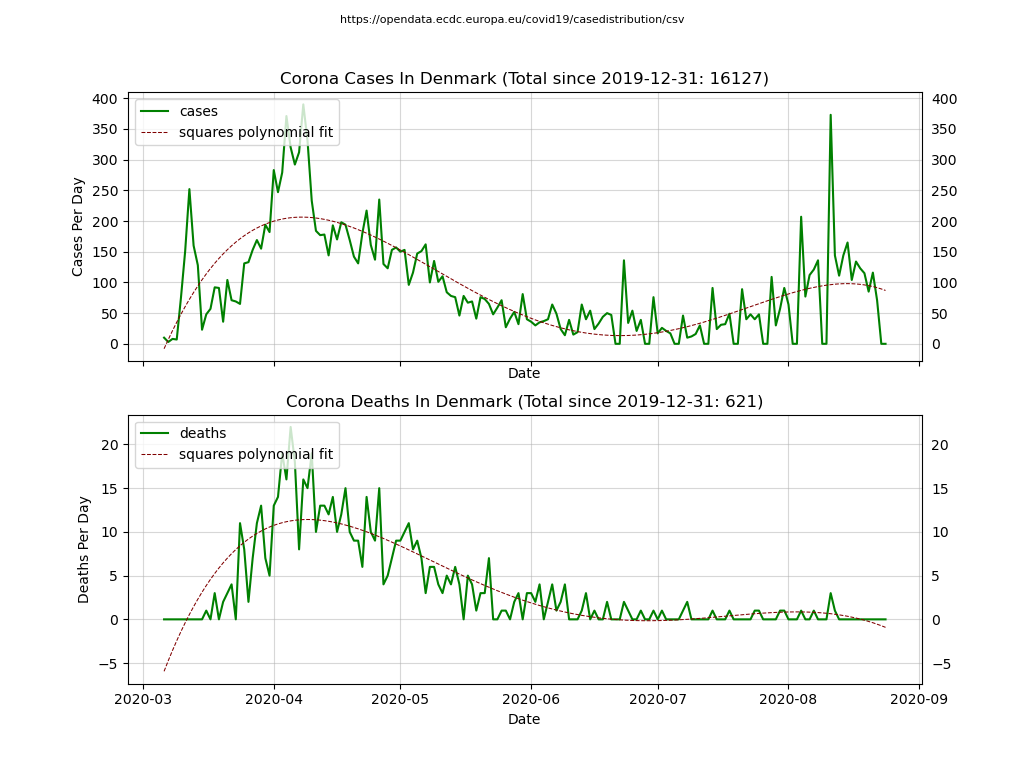 https://opendata.ecdc.europa.eu/covid19/casedistribution/csv
Corona Cases In Denmark (Total since 2019-12-31: 16127)
400
350
300
250
200
150
100
50
0
Cases Per Day
cases
squares polynomial fit
400
350
300
250
200
150
100
50
0
Date
Corona Deaths In Denmark (Total since 2019-12-31: 621)
20
15
10
5
0
−5
Deaths Per Day
deaths
squares polynomial fit
20
15
10
5
0
−5
2020-03 2020-04 2020-05 2020-06 2020-07 2020-08 2020-09
Date